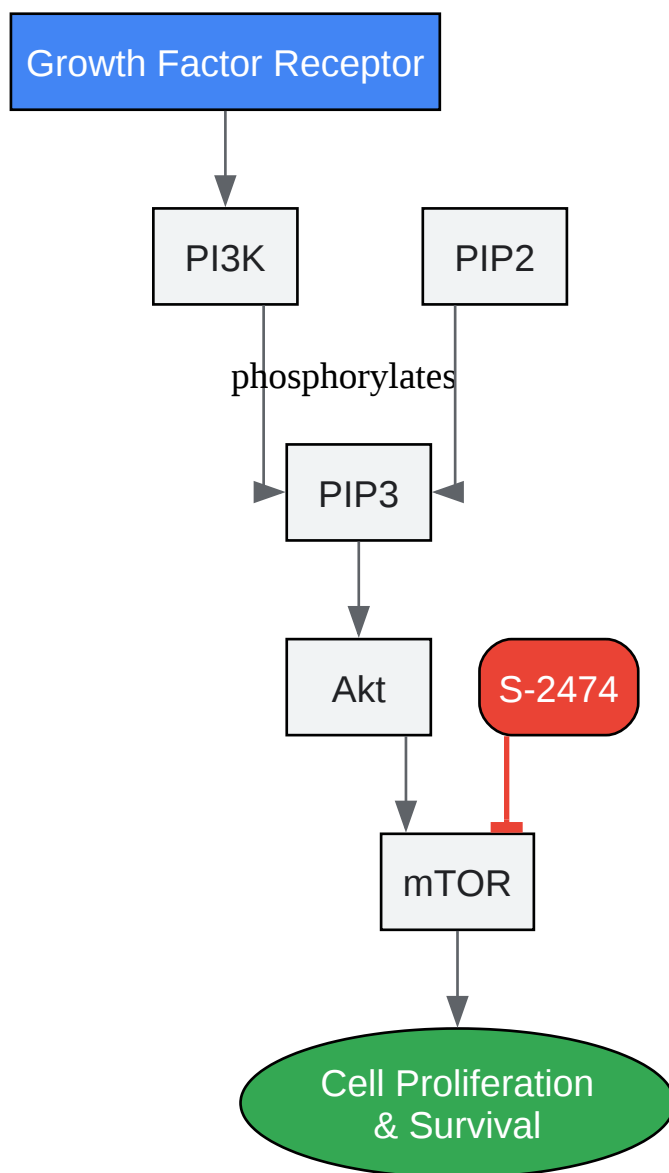 Growth Factor Receptor
PI3K
PIP2
phosphorylates
PIP3
Akt
S-2474
mTOR
Cell Proliferation
& Survival